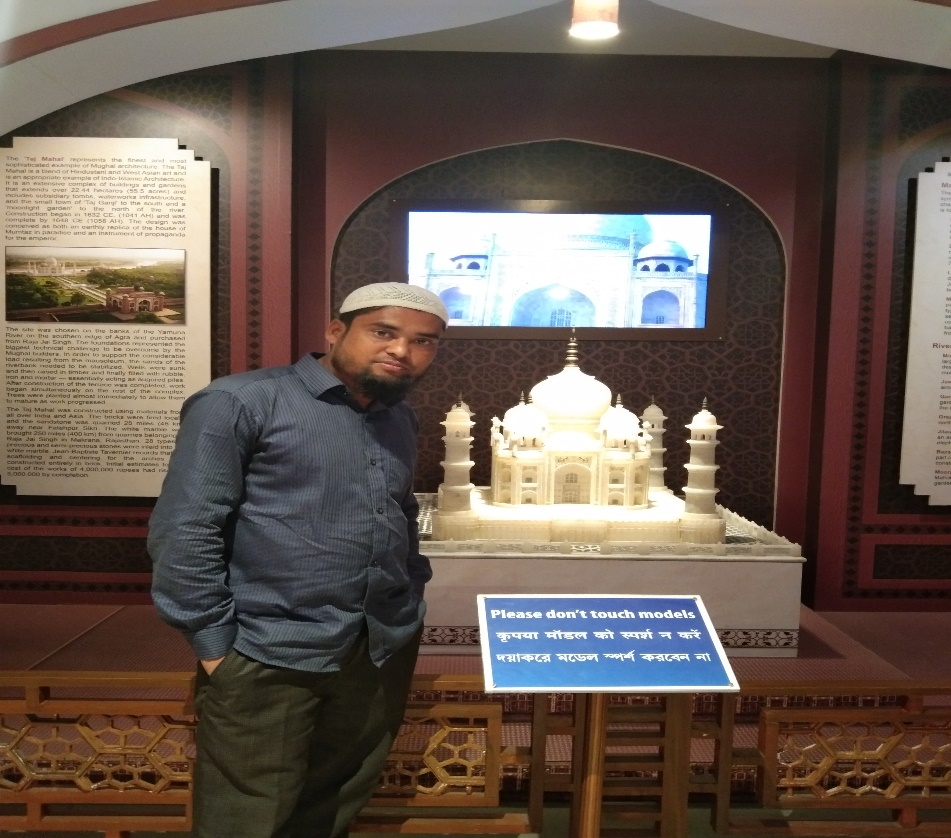 The 'Taj Mahal' represents the finest and most
sophisticated example of Mughal architecture. The Taj
Mahal is a blend of Hindustani and West Asian art and
is an appropriate example of Indo-Islamic Architecture.
It is an extensive complex of buildings and gardens
that extends over 22.44 hectares (55.5 acres) and
includes subsidiary tombs, waterworks infrastructure,
and the small town of 'Taj Ganji' to the south and a
'moonlight garden' to the north of the river.
Construction began in 1632 CE, (1041 AH) and was
complete by 1648 CE (1058 AH). The design was
conceived as both an earthly replica of the house of
Mumtaz in paradise and an instrument of propaganda
for the emperor.
The site was chosen on the banks of the Yamuna
River on the southern edge of Agra and purchased
from Raja Jai Singh. The foundations represented the
biggest technical challenge to be overcome by the
Mughal builders. In order to support the considerable
load resulting from the mausoleum, the sands of the
riverbank needed to be stabilized. Wells were sunk
and then cased in timber and finally filled with rubble,
iron and mortar — essentially acting as augured piles.
After construction of the terrace was completed, work
began simultaneously on the rest of the complex.
Trees were planted almost immediately to allow them
to mature as work progressed.
The Taj Mahal was constructed using materials from
all over India and Asia. The bricks were fired locally
and the sandstone was quarried 28 miles (45 km)
away near Fatehpur Sikri. The white marble was
brought 250 miles (400 km) from quarries belonging
Raja Jai Singh in Makrana, Rajasthan. 28 types
precious and semi-precious stones were inlaid into
white marble. Jean-Baptiste Tavernier records that
scaffolding and centering for the arches
constructed entirely in brick. Initial estimates for
cost of the works of 4,000,000 rupees had
5,000,000 by completion.
Please don't touch models
कृपया मॉडल को स्पर्श न करें
দয়াকরে মডেল স্পর্শ করবেন না